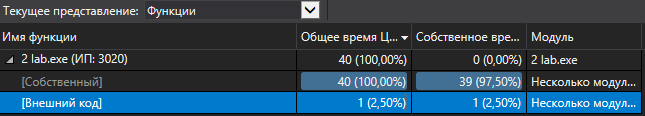 Текущее представление: Функции
Имя функции Общее время Ц... Собственное вре... Модуль
2 lab.exe (ИП: 3020) 40 (100,00%) 0 (0,00%) 2 lab.exe
[Собственный] 40 (100,00%) 39 (97,50%) Несколько модул...
[Внешний код] 1 (2,50%) 1 (2,50%) Несколько модул...